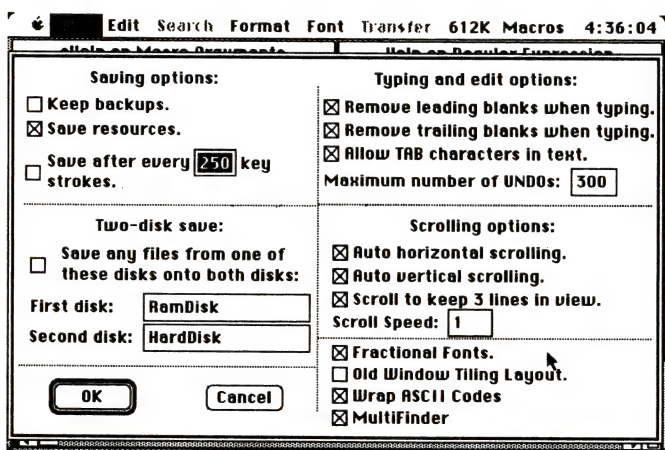 Edit Search Format Font Transfer 612K Macros 4:36:04
Saving options:
Keep backups.
Save resources.
Save after every 250 key
strokes.
Two-disk save:
Save any files from one of
these disks onto both disks:
First disk: RamDisk
Second disk: HardDisk
OK Cancel
Typing and edit options:
Remove leading blanks when typing.
Remove trailing blanks when typing.
Allow TAB characters in text.
Maximum number of UNDOs: 300
Scrolling options:
Auto horizontal scrolling.
Auto vertical scrolling.
Scroll to keep 3 lines in view.
Scroll Speed: 1
Fractional Fonts.
Old Window Tiling Layout.
Wrap ASCII Codes
MultiFinder